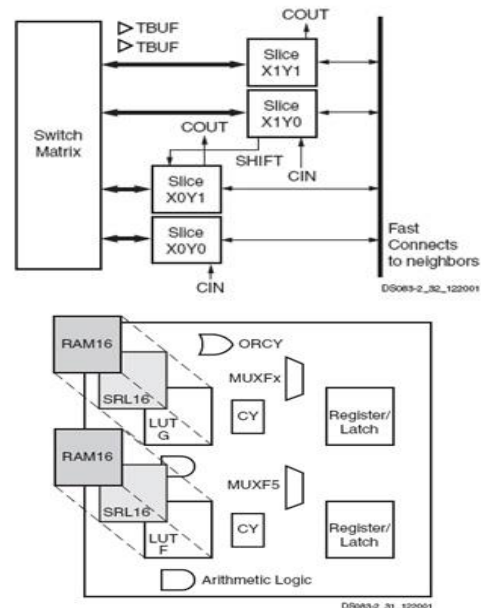 TBUF
TBUF
COUT
Slice
X1Y1
Slice
X1Y0
Switch
Matrix
COUT
SHIFT
CIN
Slice
X0Y1
Slice
X0Y0
CIN
Fast
Connects
to neighbors
DS083-2_32_122001
RAM16
ORCY
SRL16
MUXFx
LUT
G
CY
Register/
Latch
RAM16
SRL16
MUXF5
LUT
F
CY
Register/
Latch
Arithmetic Logic
DS083-2_31_122001